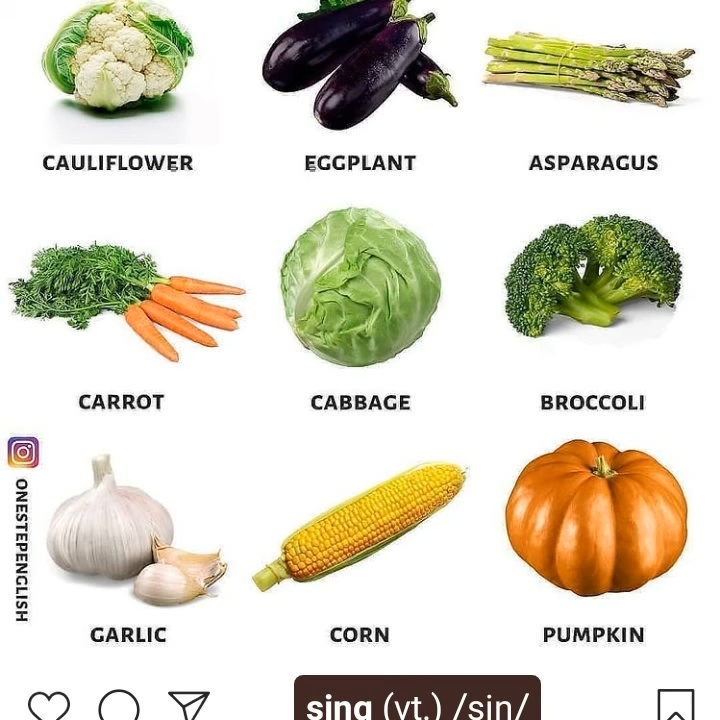 CAULIFLOWER
EGGPLANT
ASPARAGUS
CARROT
CABBAGE
BROCCOLI
ONESTEPENGLISH
GARLIC
CORN
PUMPKIN
sing (vt.) /sin/